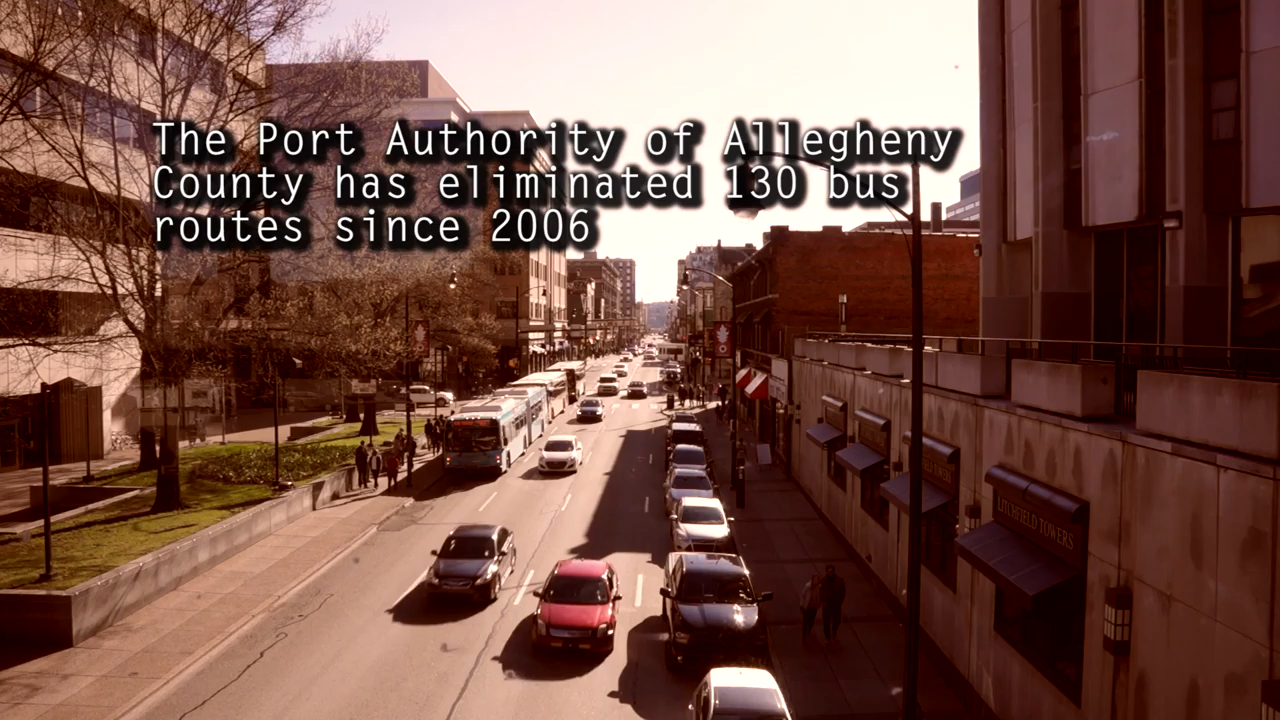 The Port Authority of Allegheny
County has eliminated 130 bus
routes since 2006
LITCHFIELD TOWERS